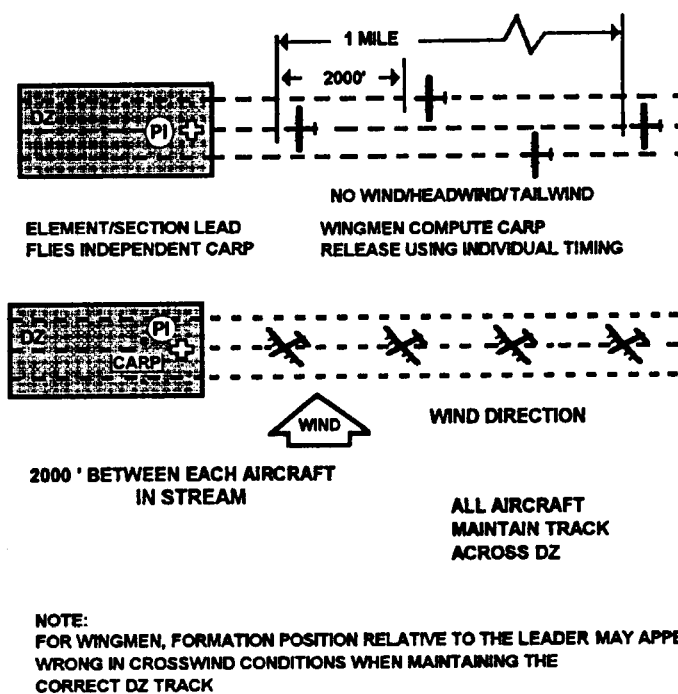 1 MILE
2000'
DZ
PI
NO WIND/HEADWIND/TAILWIND
ELEMENT/SECTION LEAD
FLIES INDEPENDENT CARP
WINGMEN COMPUTE CARP
RELEASE USING INDIVIDUAL TIMING
DZ
PI
CARP
WIND
WIND DIRECTION
2000 ' BETWEEN EACH AIRCRAFT
IN STREAM
ALL AIRCRAFT
MAINTAIN TRACK
ACROSS DZ
NOTE:
FOR WINGMEN, FORMATION POSITION RELATIVE TO THE LEADER MAY APPE
WRONG IN CROSSWIND CONDITIONS WHEN MAINTAINING THE
CORRECT DZ TRACK